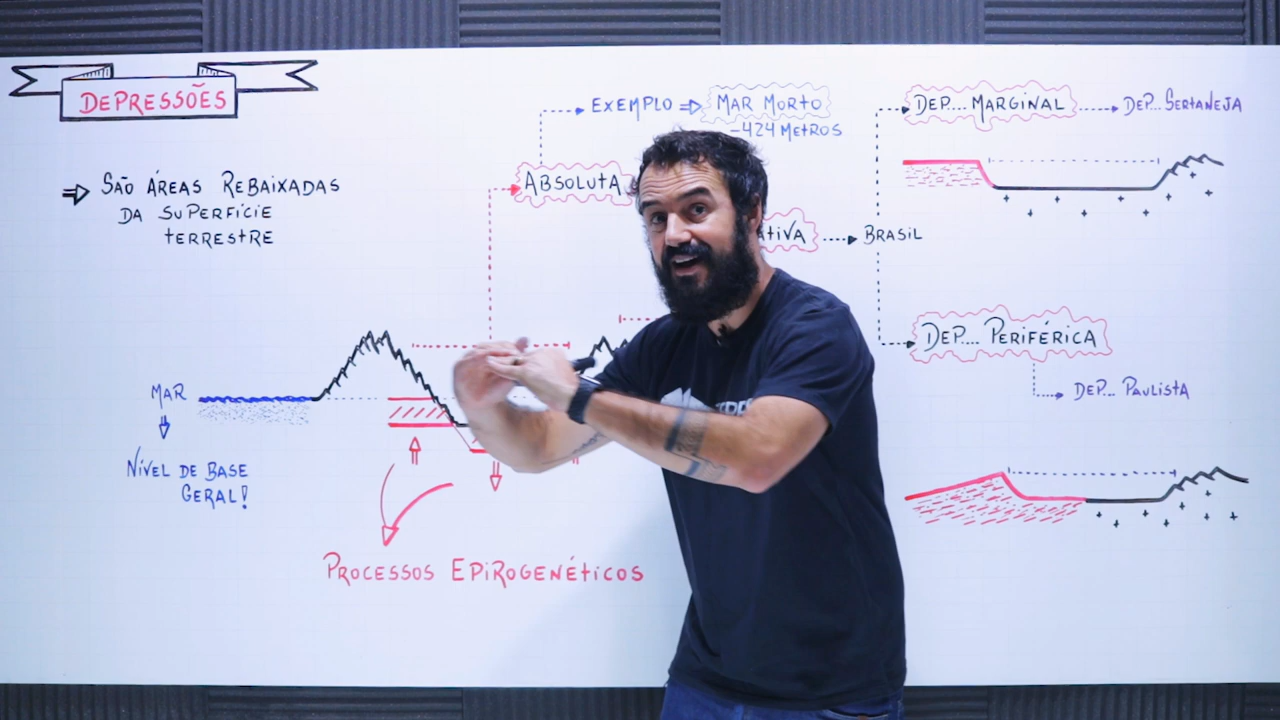 DEPRESSÕES
⇒ SÃO ÁREAS REBAIXADAS
DA SUPERFÍCIE
TERRESTRE
EXEMPLO ⇒ MAR MORTO
-424 METROS
ABSOLUTA
BRASIL
DEP... MARGINAL
DEP... SERTANEJA
DEP.... PERIFÉRICA
DEP... PAULISTA
MAR
NÍVEL DE BASE
GERAL!
PROCESSOS EPIROGENÉTICOS